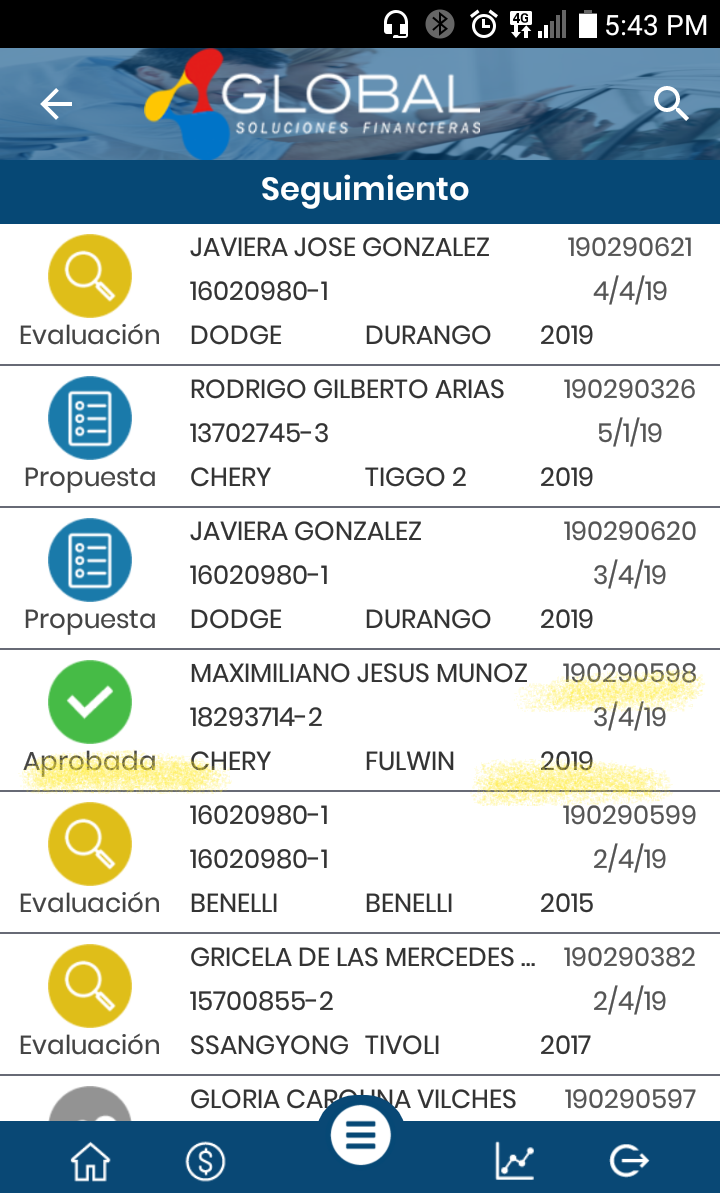 4G 5:43 PM
GLOBAL
SOLUCIONES FINANCIERAS
Seguimiento
JAVIERA JOSE GONZALEZ 190290621
16020980-1 4/4/19
Evaluación DODGE DURANGO 2019
RODRIGO GILBERTO ARIAS 190290326
13702745-3 5/1/19
Propuesta CHERY TIGGO 2 2019
JAVIERA GONZALEZ 190290620
16020980-1 3/4/19
Propuesta DODGE DURANGO 2019
MAXIMILIANO JESUS MUNOZ 190290598
18293714-2 3/4/19
Aprobada CHERY FULWIN 2019
16020980-1 190290599
16020980-1 2/4/19
Evaluación BENELLI BENELLI 2015
GRICELA DE LAS MERCEDES ... 190290382
15700855-2 2/4/19
Evaluación SSANGYONG TIVOLI 2017
GLORIA CAROLINA VILCHES 190290597